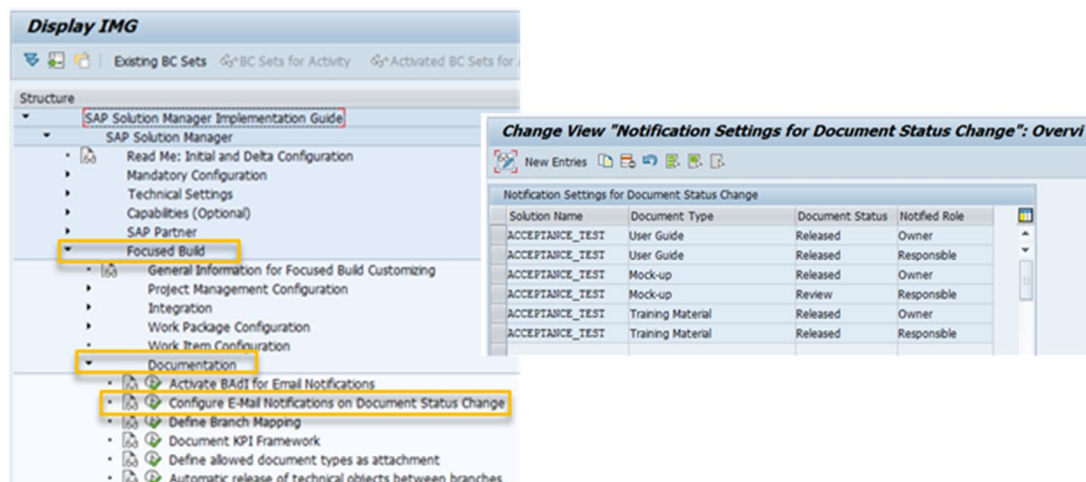 Display IMG
Existing BC Sets BC Sets for Activity Activated BC Sets for
Structure
SAP Solution Manager Implementation Guide
SAP Solution Manager
Read Me: Initial and Delta Configuration
Mandatory Configuration
Technical Settings
Capabilities (Optional)
SAP Partner
Focused Build
General Information for Focused Build Customizing
Project Management Configuration
Integration
Work Package Configuration
Work Item Configuration
Documentation
Activate BAdI for Email Notifications
Configure E-Mail Notifications on Document Status Change
Define Branch Mapping
Document KPI Framework
Define allowed document types as attachment
Automatic release of technical objects between branches
Change View "Notification Settings for Document Status Change": Overvi
New Entries
Notification Settings for Document Status Change
Solution Name Document Type Document Status Notified Role
ACCEPTANCE_TEST User Guide Released Owner
ACCEPTANCE_TEST User Guide Released Responsible
ACCEPTANCE_TEST Mock-up Released Owner
ACCEPTANCE_TEST Mock-up Review Responsible
ACCEPTANCE_TEST Training Material Released Owner
ACCEPTANCE_TEST Training Material Released Responsible